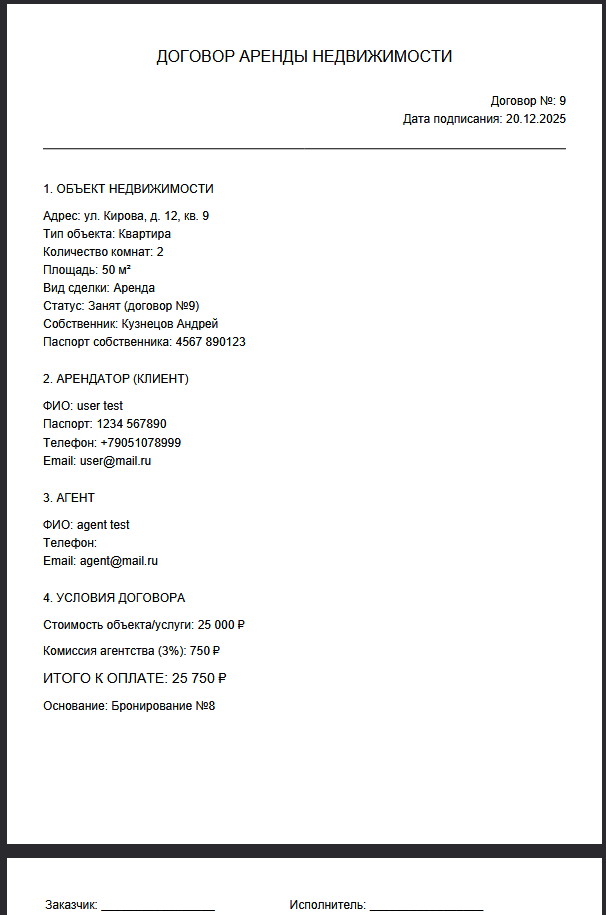 ДОГОВОР АРЕНДЫ НЕДВИЖИМОСТИ
Договор №: 9
Дата подписания: 20.12.2025
1. ОБЪЕКТ НЕДВИЖИМОСТИ
Адрес: ул. Кирова, д. 12, кв. 9
Тип объекта: Квартира
Количество комнат: 2
Площадь: 50 м²
Вид сделки: Аренда
Статус: Занят (договор №9)
Собственник: Кузнецов Андрей
Паспорт собственника: 4567 890123
2. АРЕНДАТОР (КЛИЕНТ)
ФИО: user test
Паспорт: 1234 567890
Телефон: +79051078999
Email: user@mail.ru
3. АГЕНТ
ФИО: agent test
Телефон:
Email: agent@mail.ru
4. УСЛОВИЯ ДОГОВОРА
Стоимость объекта/услуги: 25 000 ₽
Комиссия агентства (3%): 750 ₽
ИТОГО К ОПЛАТЕ: 25 750 ₽
Основание: Бронирование №8
Заказчик: _________________ Исполнитель: _________________